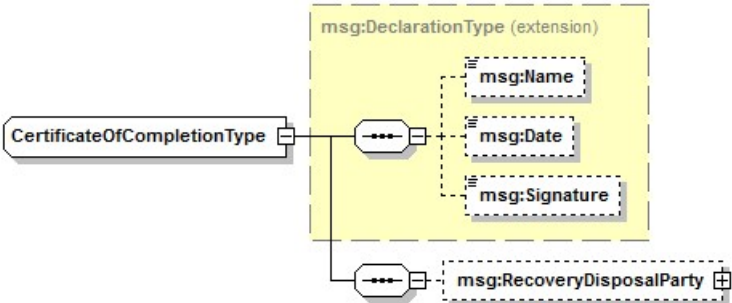 msg:DeclarationType (extension)
msg:Name
CertificateOfCompletionType
msg:Date
msg:Signature
msg:RecoveryDisposalParty